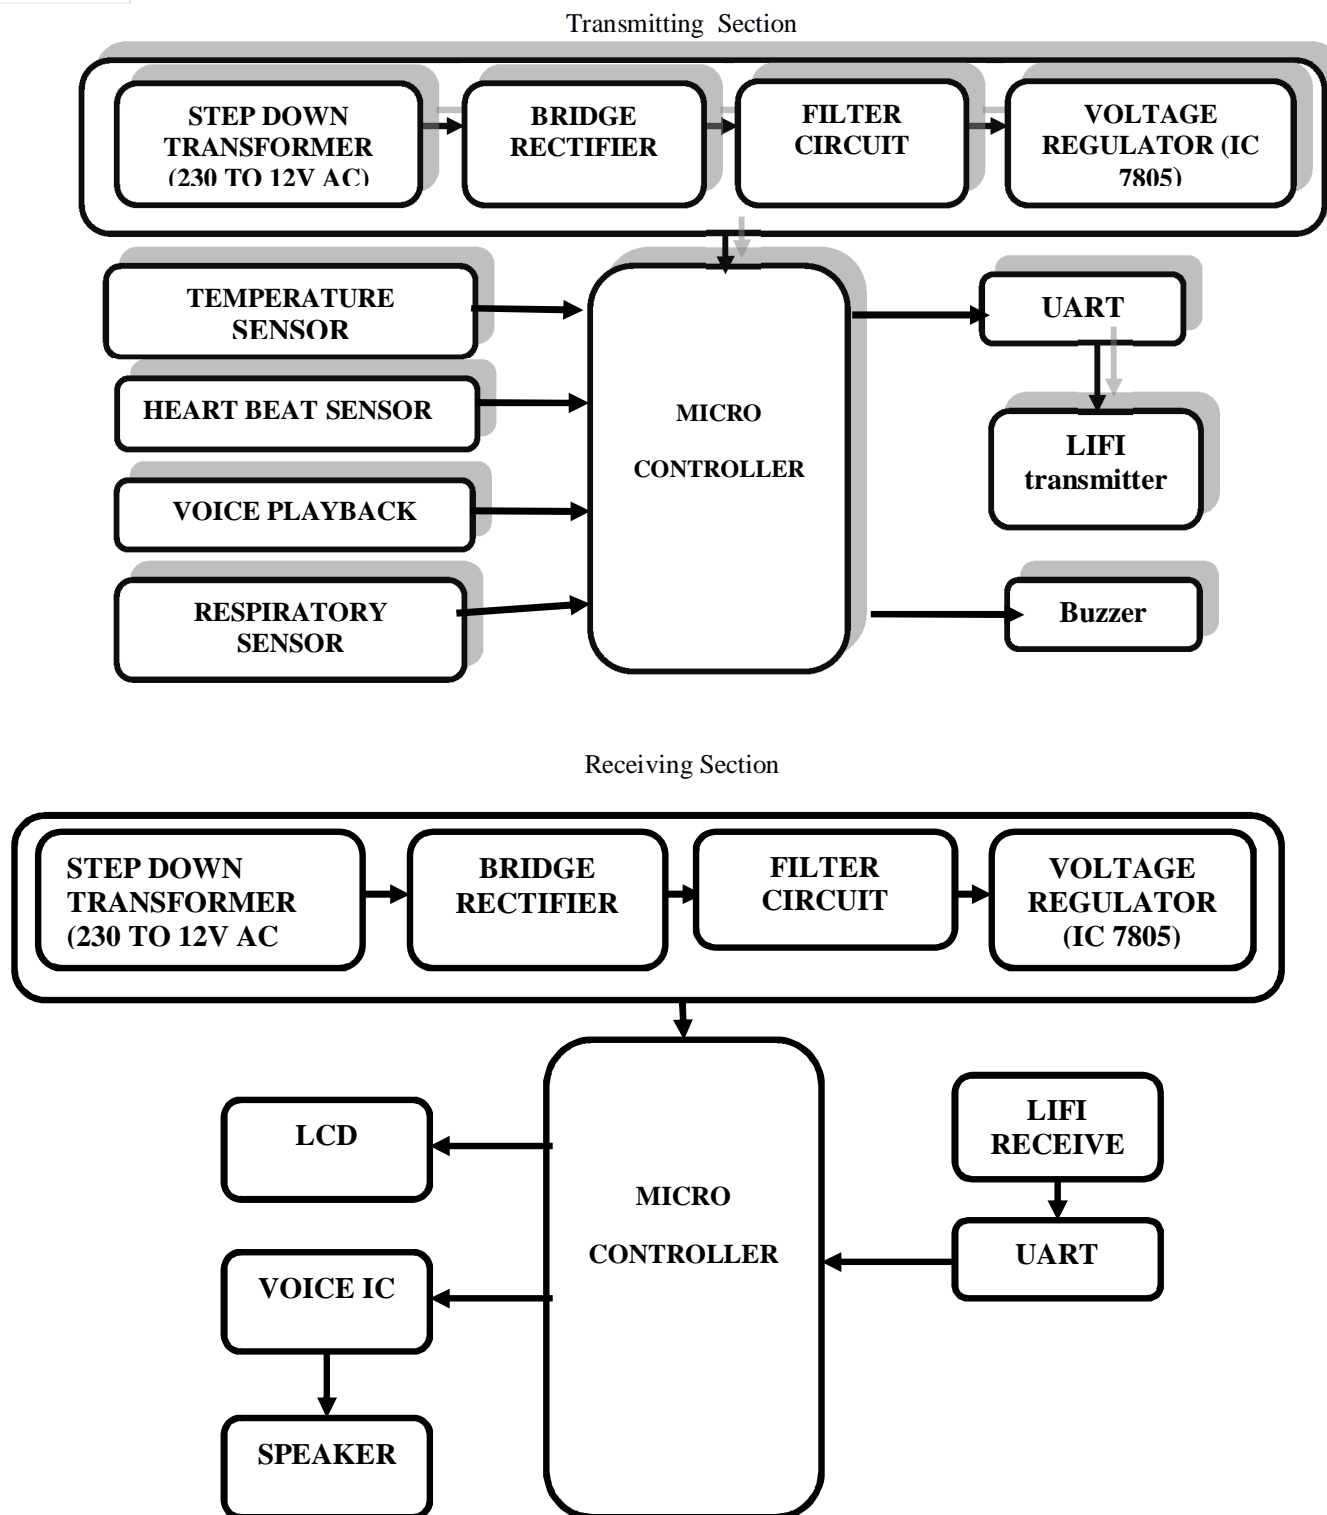 Transmitting Section
STEP DOWN
TRANSFORMER
(230 TO 12V AC)
BRIDGE
RECTIFIER
FILTER
CIRCUIT
VOLTAGE
REGULATOR (IC
7805)
TEMPERATURE
SENSOR
HEART BEAT SENSOR
VOICE PLAYBACK
RESPIRATORY
SENSOR
MICRO
CONTROLLER
UART
LIFI
transmitter
Buzzer
Receiving Section
STEP DOWN
TRANSFORMER
(230 TO 12V AC
BRIDGE
RECTIFIER
FILTER
CIRCUIT
VOLTAGE
REGULATOR
(IC 7805)
LCD
VOICE IC
SPEAKER
MICRO
CONTROLLER
LIFI
RECEIVE
UART